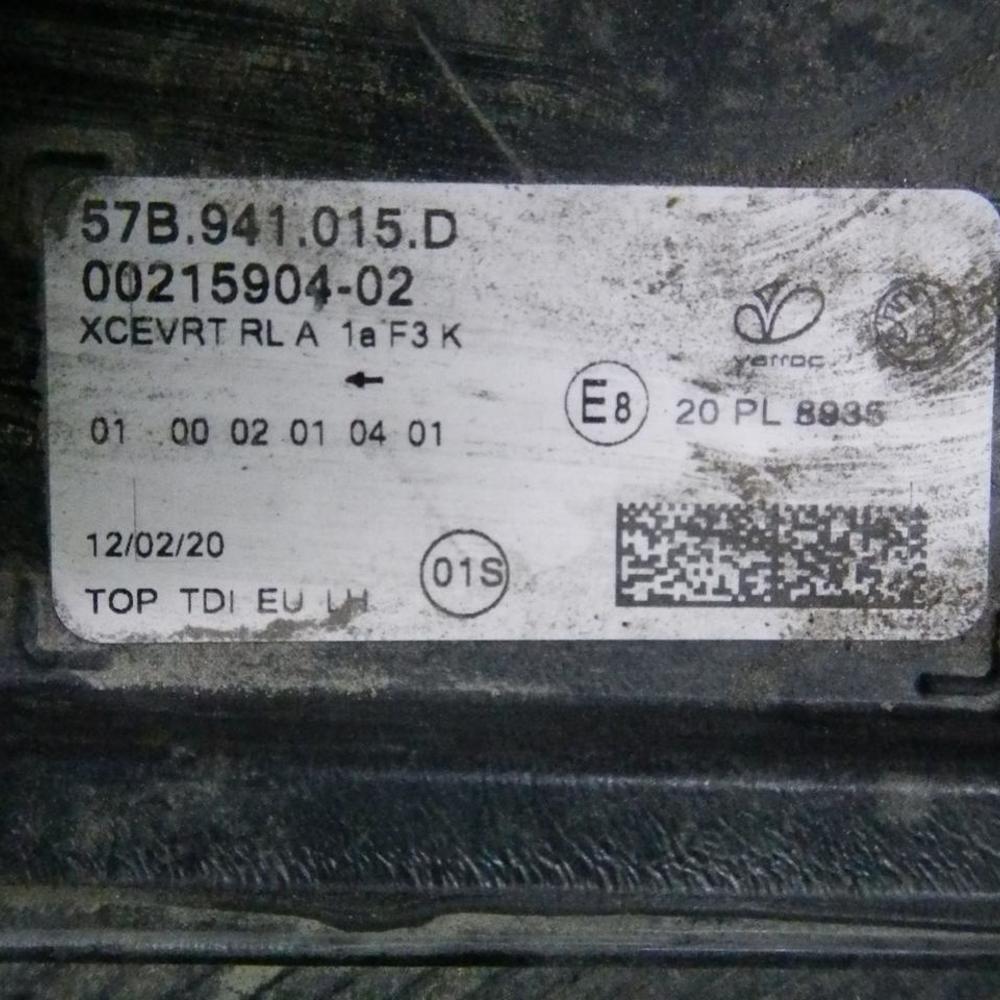 57B.941.015.D
00215904-02
XCEVRT RL A 1a F3 K
←
01 00 02 01 04 01
E8
20 PL 8935
12/02/20
01S
TOP TDI EU LH